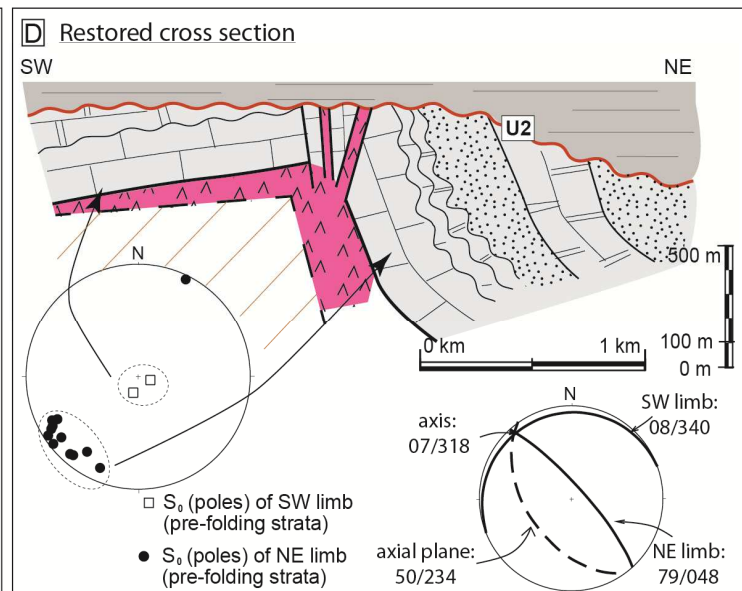 D Restored cross section
SW NE
U2
500 m
100 m
0 m
0 km 1 km
N
N
axis:
07/318
SW limb:
08/340
axial plane:
50/234
NE limb:
79/048
□ S₀ (poles) of SW limb
(pre-folding strata)
● S₀ (poles) of NE limb
(pre-folding strata)